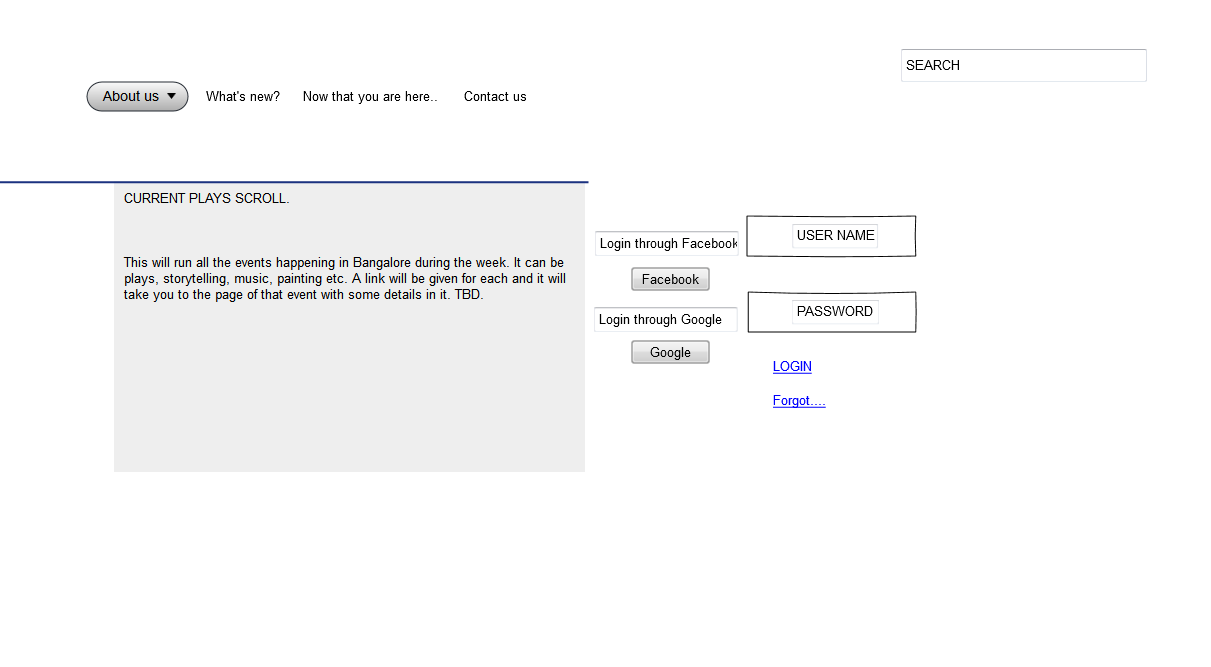 SEARCH
About us
What's new?
Now that you are here..
Contact us
CURRENT PLAYS SCROLL.
This will run all the events happening in Bangalore during the week. It can be
plays, storytelling, music, painting etc. A link will be given for each and it will
take you to the page of that event with some details in it. TBD.
Login through Facebook
Facebook
Login through Google
Google
USER NAME
PASSWORD
LOGIN
Forgot....